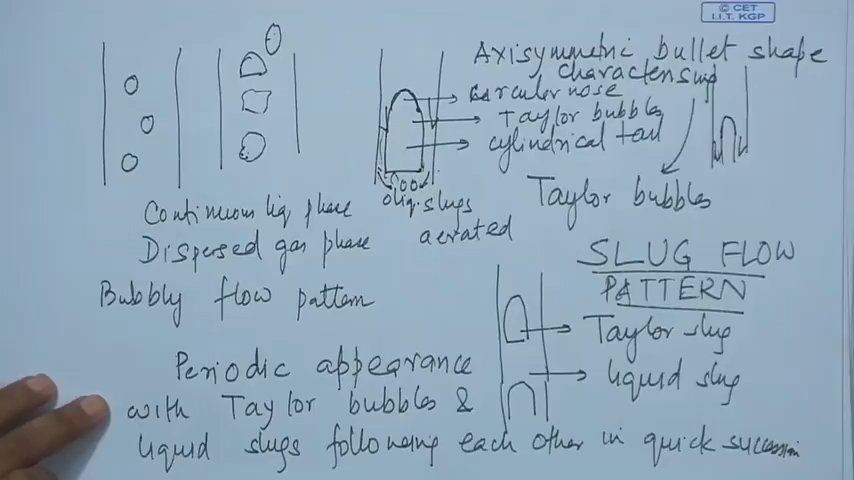 © CET
I.I.T. KGP
Axisymmetric bullet shape
characterising
circular nose
Taylor bubbles
cylindrical tail
Taylor bubbles
liq. slugs
aerated
Continuous liq phase
Dispersed gas phase
Bubbly flow pattern
SLUG FLOW
PATTERN
Taylor slug
liquid slug
Periodic appearance
with Taylor bubbles &
liquid slugs following each other in quick succession